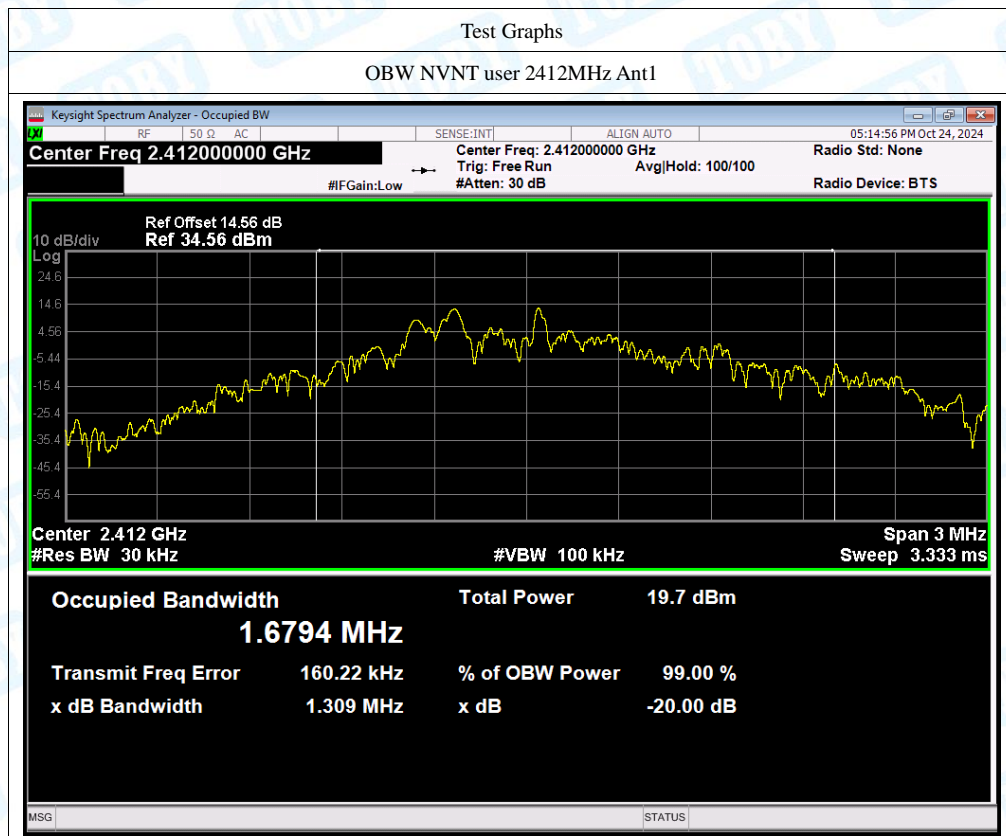 Test Graphs
OBW NVNT user 2412MHz Ant1
Keysight Spectrum Analyzer - Occupied BW
LXI RF 50 Ω AC SENSE:INT ALIGN AUTO 05:14:56 PM Oct 24, 2024
Center Freq 2.412000000 GHz Center Freq: 2.412000000 GHz Radio Std: None
Trig: Free Run Avg|Hold: 100/100
#IFGain:Low #Atten: 30 dB Radio Device: BTS
Ref Offset 14.56 dB
10 dB/div Ref 34.56 dBm
Log
24.6
14.6
4.56
-5.44
-15.4
-25.4
-35.4
-45.4
-55.4
Center 2.412 GHz Span 3 MHz
#Res BW 30 kHz #VBW 100 kHz Sweep 3.333 ms
Occupied Bandwidth Total Power 19.7 dBm
1.6794 MHz
Transmit Freq Error 160.22 kHz % of OBW Power 99.00 %
x dB Bandwidth 1.309 MHz x dB -20.00 dB
MSG STATUS
TOBY